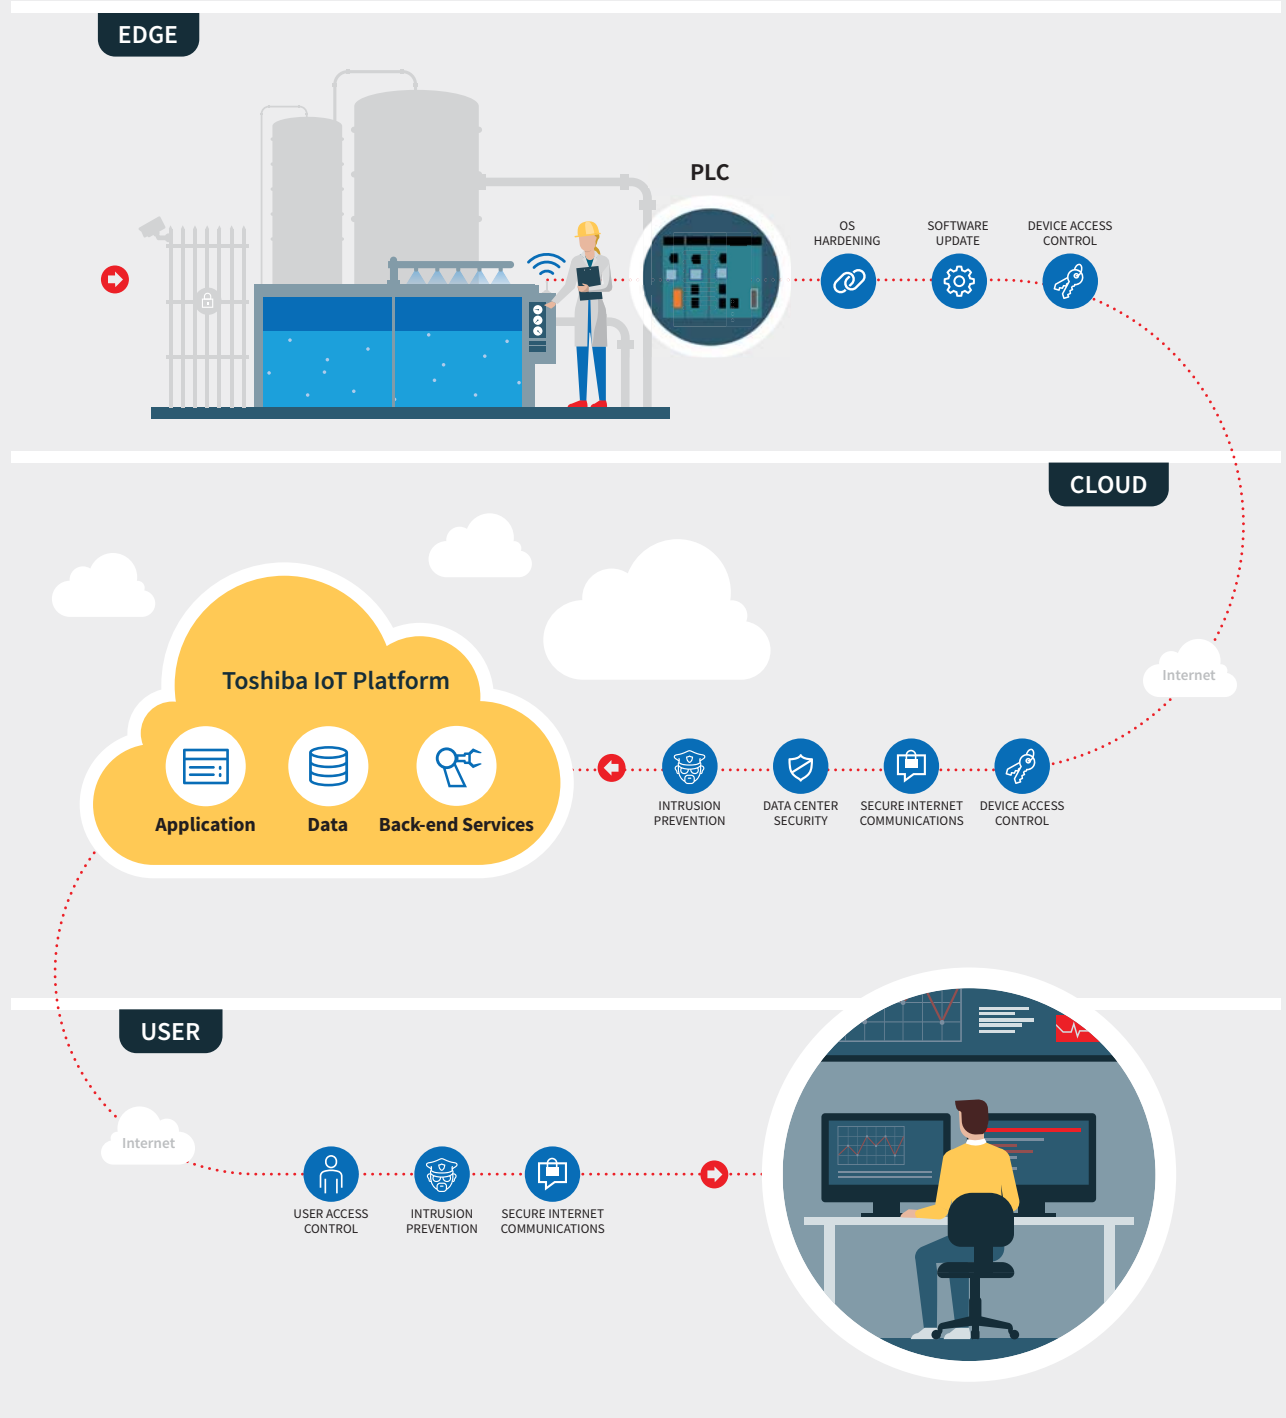 EDGE
PLC
OS
HARDENING
SOFTWARE
UPDATE
DEVICE ACCESS
CONTROL
CLOUD
Internet
Toshiba IoT Platform
Application
Data
Back-end Services
INTRUSION
PREVENTION
DATA CENTER
SECURITY
SECURE INTERNET
COMMUNICATIONS
DEVICE ACCESS
CONTROL
USER
Internet
USER ACCESS
CONTROL
INTRUSION
PREVENTION
SECURE INTERNET
COMMUNICATIONS